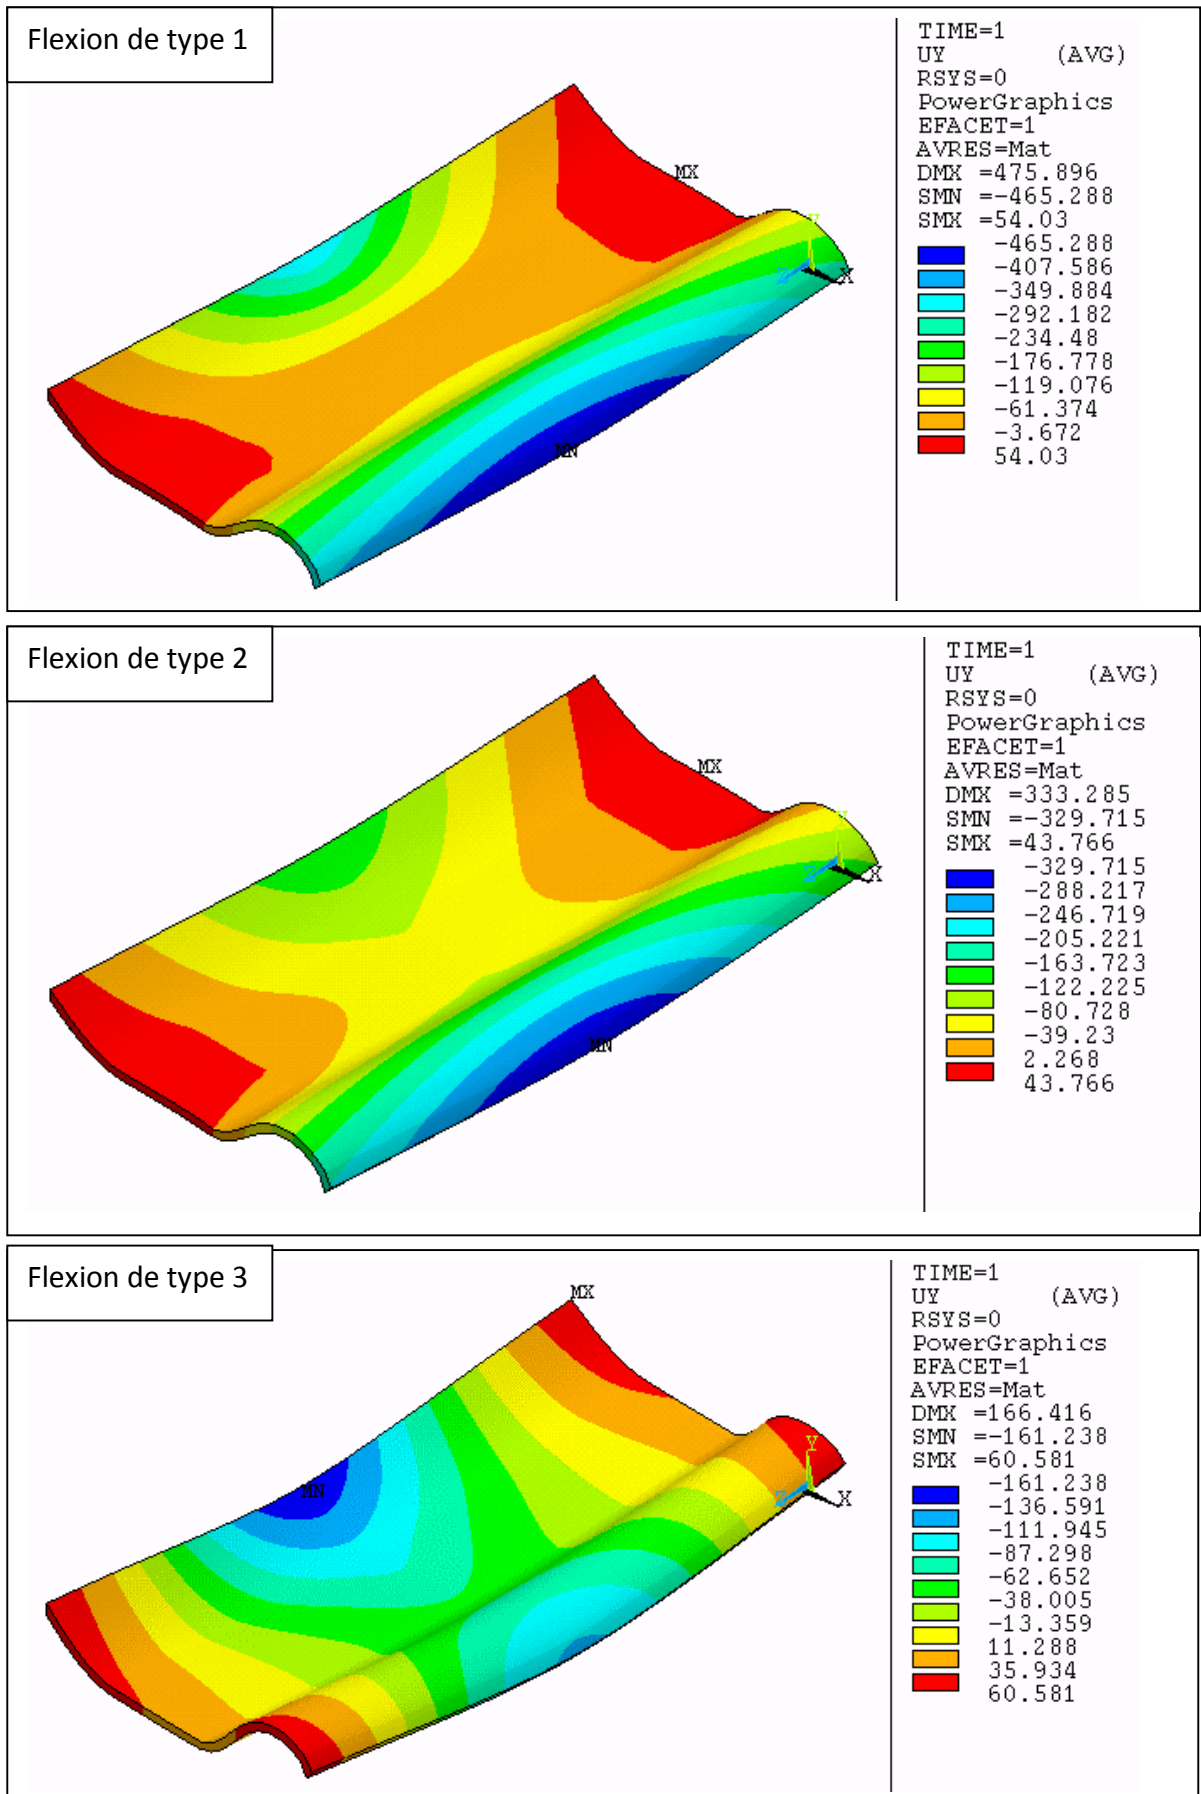 Flexion de type 1
TIME=1
UY (AVG)
RSYS=0
PowerGraphics
EFACET=1
AVRES=Mat
DMX =475.896
SMN =-465.288
SMX =54.03
-465.288
-407.586
-349.884
-292.182
-234.48
-176.778
-119.076
-61.374
-3.672
54.03
MX
Y
Z
X
MN
Flexion de type 2
TIME=1
UY (AVG)
RSYS=0
PowerGraphics
EFACET=1
AVRES=Mat
DMX =333.285
SMN =-329.715
SMX =43.766
-329.715
-288.217
-246.719
-205.221
-163.723
-122.225
-80.728
-39.23
2.268
43.766
MX
Y
Z
X
MN
Flexion de type 3
TIME=1
UY (AVG)
RSYS=0
PowerGraphics
EFACET=1
AVRES=Mat
DMX =166.416
SMN =-161.238
SMX =60.581
-161.238
-136.591
-111.945
-87.298
-62.652
-38.005
-13.359
11.288
35.934
60.581
MX
Y
Z
X
MN